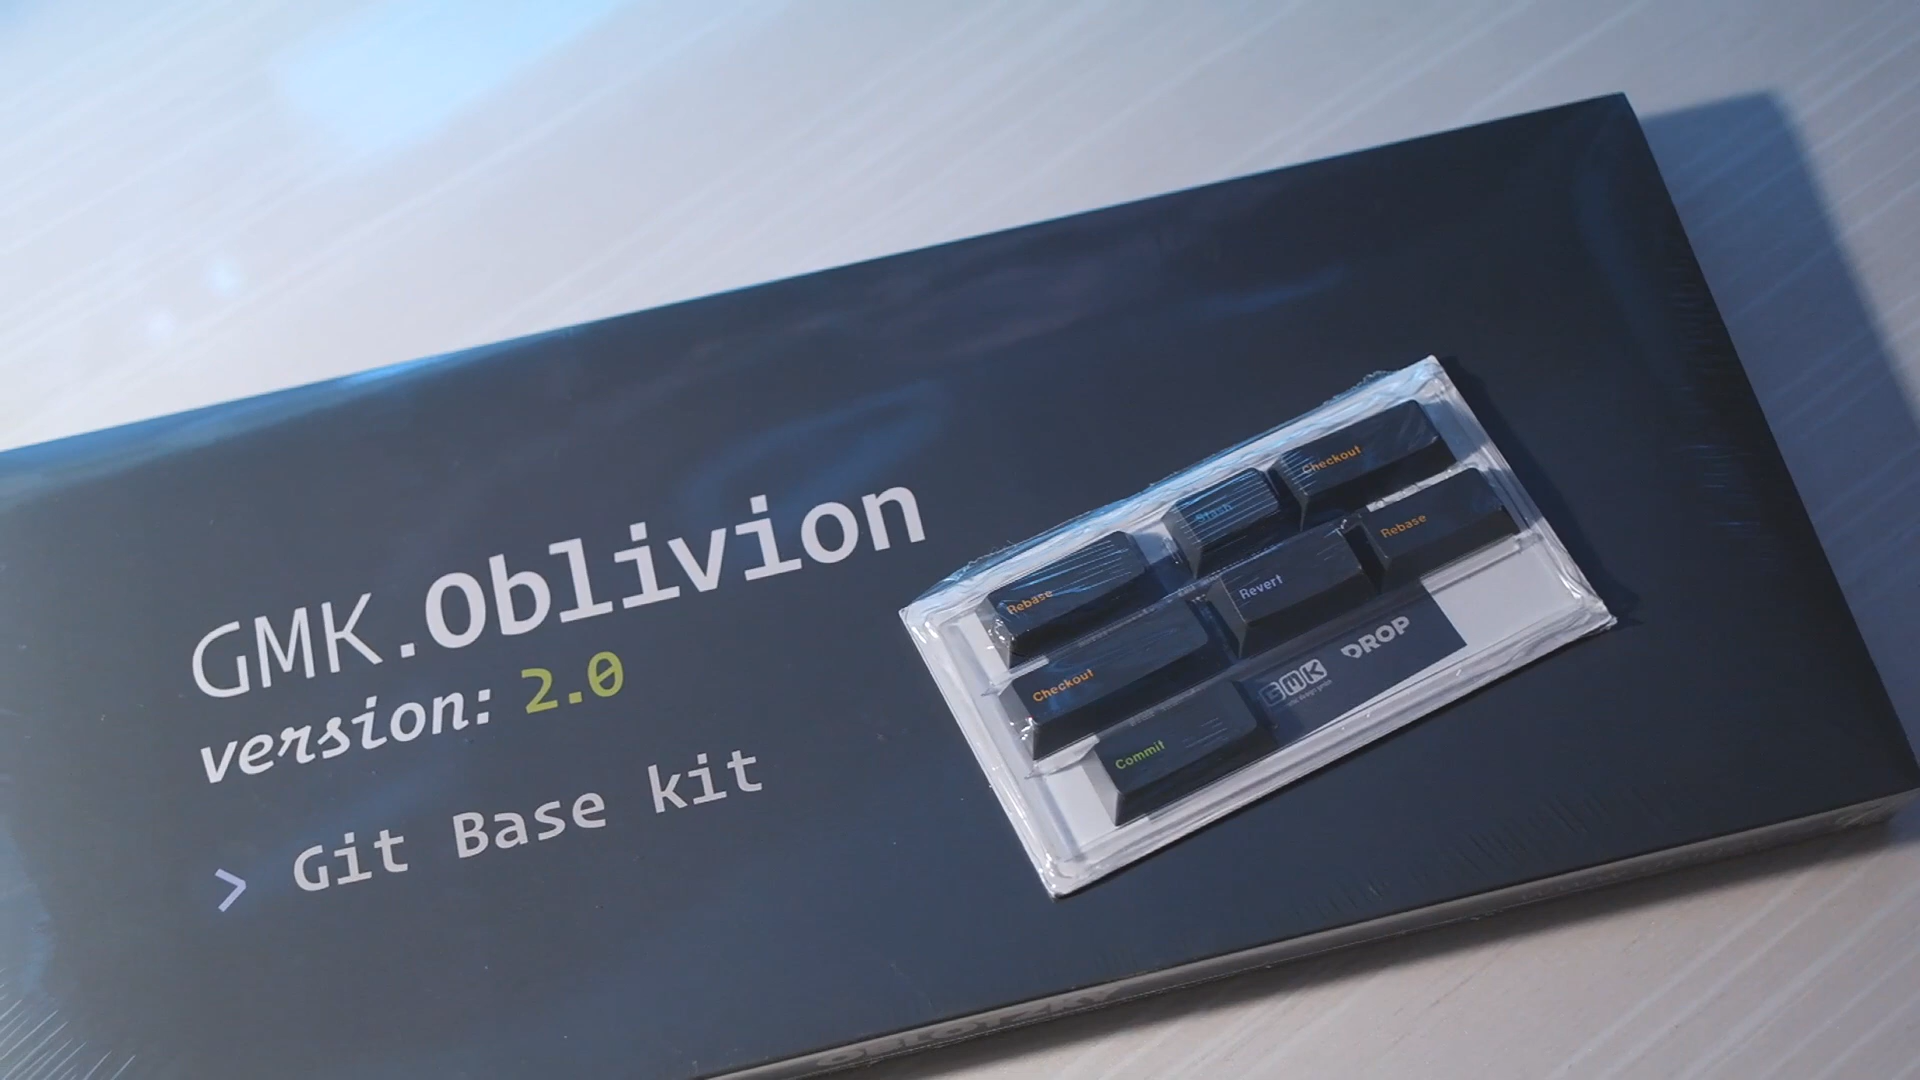 GMK.Oblivion
version: 2.0
> Git Base kit
Checkout
Stash
Rebase
Rebase
Revert
Checkout
Commit
GMK
DROP